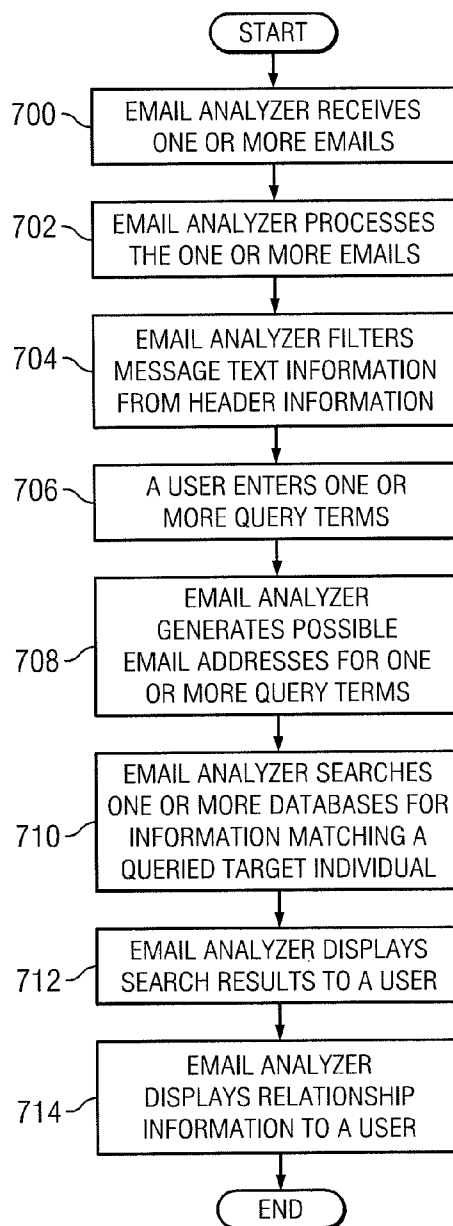 START
700
EMAIL ANALYZER RECEIVES
ONE OR MORE EMAILS
702
EMAIL ANALYZER PROCESSES
THE ONE OR MORE EMAILS
704
EMAIL ANALYZER FILTERS
MESSAGE TEXT INFORMATION
FROM HEADER INFORMATION
706
A USER ENTERS ONE OR
MORE QUERY TERMS
708
EMAIL ANALYZER
GENERATES POSSIBLE
EMAIL ADDRESSES FOR ONE
OR MORE QUERY TERMS
710
EMAIL ANALYZER SEARCHES
ONE OR MORE DATABASES FOR
INFORMATION MATCHING A
QUERIED TARGET INDIVIDUAL
712
EMAIL ANALYZER DISPLAYS
SEARCH RESULTS TO A USER
714
EMAIL ANALYZER
DISPLAYS RELATIONSHIP
INFORMATION TO A USER
END